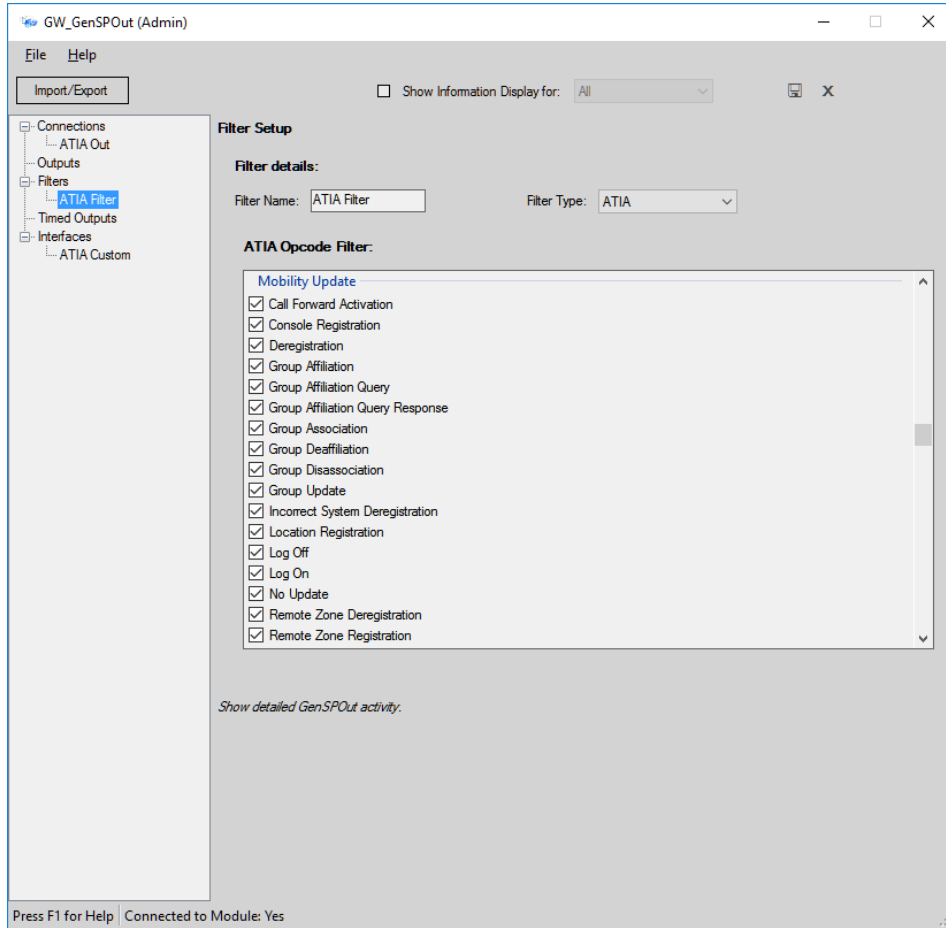 GW_GenSPOut (Admin)
File Help
Import/Export
Show Information Display for: All
X
Connections
ATIA Out
Outputs
Filters
ATIA Filter
Timed Outputs
Interfaces
ATIA Custom
Filter Setup
Filter details:
Filter Name: ATIA Filter Filter Type: ATIA
ATIA Opcode Filter:
Mobility Update
Call Forward Activation
Console Registration
Deregistration
Group Affiliation
Group Affiliation Query
Group Affiliation Query Response
Group Association
Group Deaffiliation
Group Disassociation
Group Update
Incorrect System Deregistration
Location Registration
Log Off
Log On
No Update
Remote Zone Deregistration
Remote Zone Registration
Show detailed GenSPOut activity.
Press F1 for Help Connected to Module: Yes